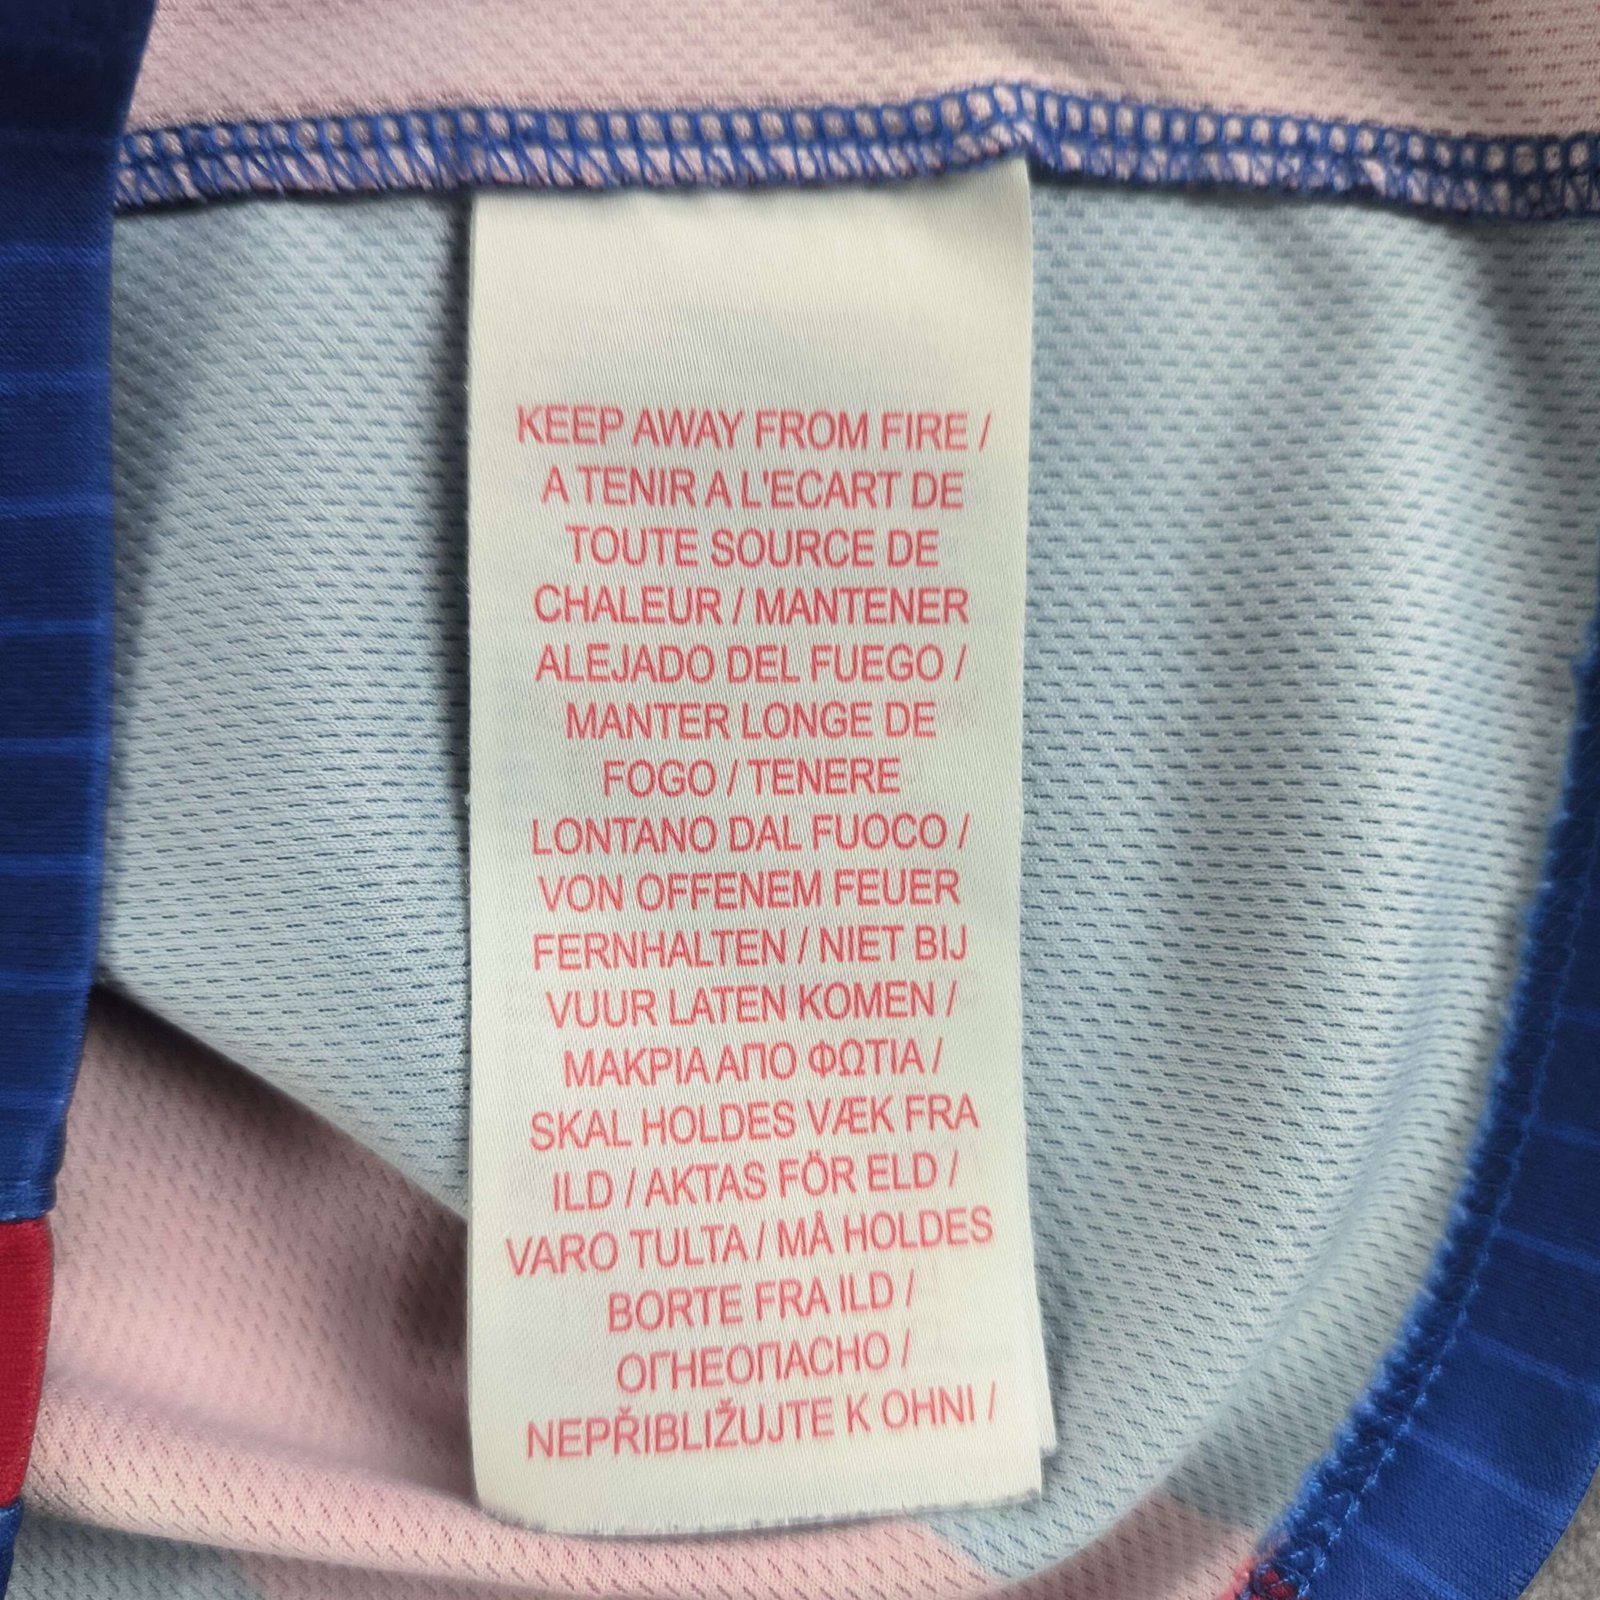 KEEP AWAY FROM FIRE /
A TENIR A L'ECART DE
TOUTE SOURCE DE
CHALEUR / MANTENER
ALEJADO DEL FUEGO /
MANTER LONGE DE
FOGO / TENERE
LONTANO DAL FUOCO /
VON OFFENEM FEUER
FERNHALTEN / NIET BIJ
VUUR LATEN KOMEN /
ΜΑΚΡΙΑ ΑΠΟ ΦΩΤΙΑ /
SKAL HOLDES VÆK FRA
ILD / AKTAS FÖR ELD /
VARO TULTA / MÅ HOLDES
BORTE FRA ILD /
ОГНЕОПАСНО /
NEPŘIBLIŽUJTE K OHNI /